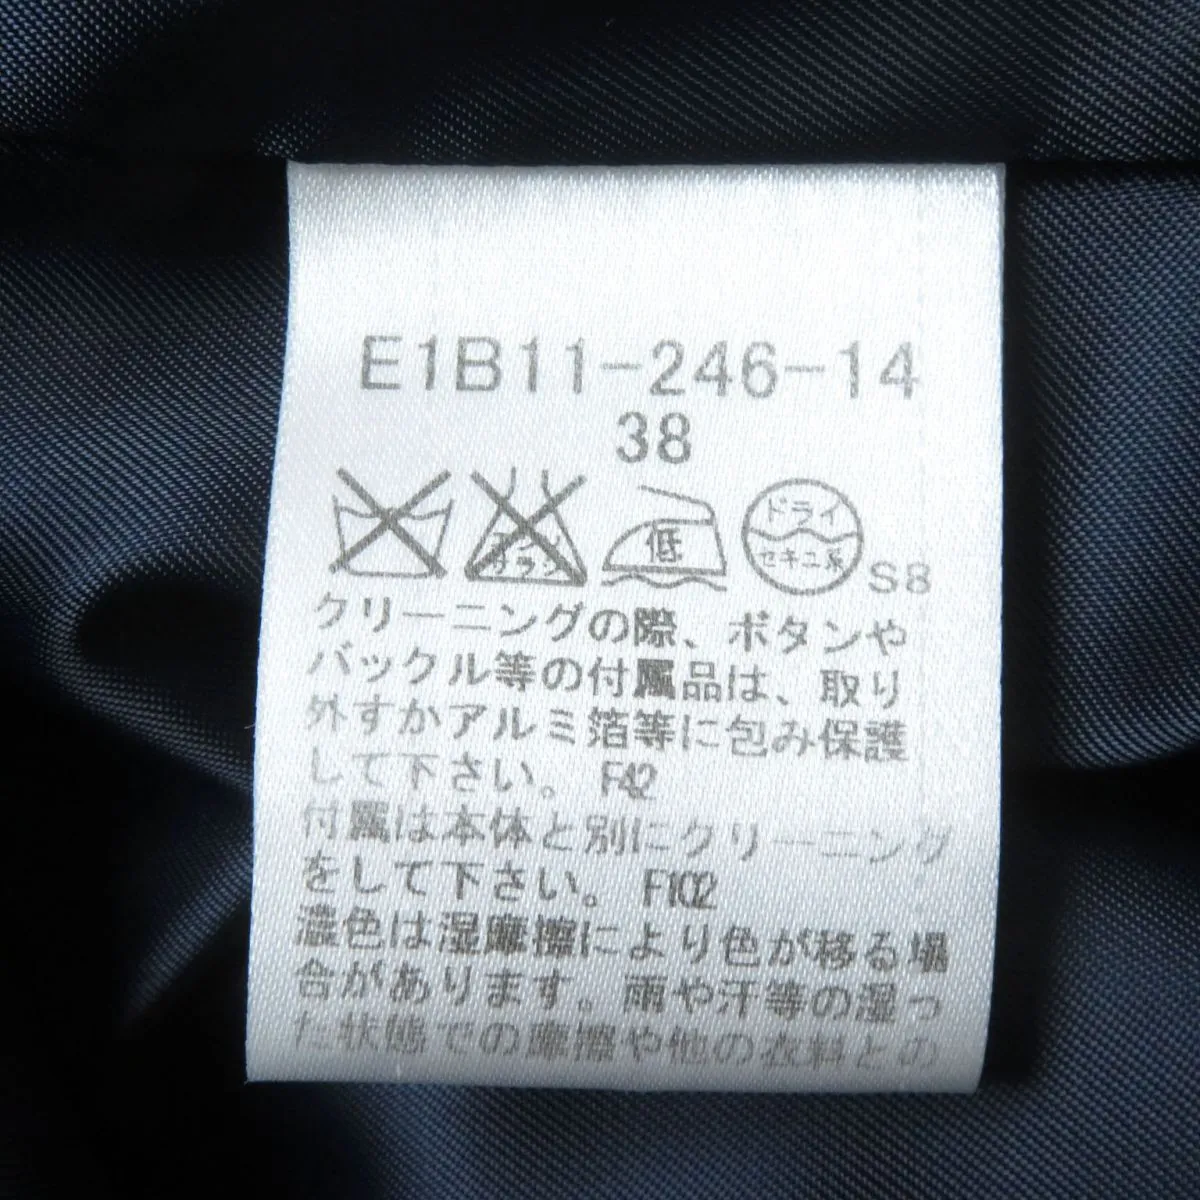 E1B11-246-14
38
エンソ
サラシ
低
ドライ
セキユ系
S8
クリーニングの際、ボタンや
バックル等の付属品は、取り
外すかアルミ箔等に包み保護
して下さい。 F42
付属は本体と別にクリーニング
をして下さい。 F102
濃色は湿摩擦により色が移る場
合があります。雨や汗等の湿っ
た状態での摩擦や他の衣料との